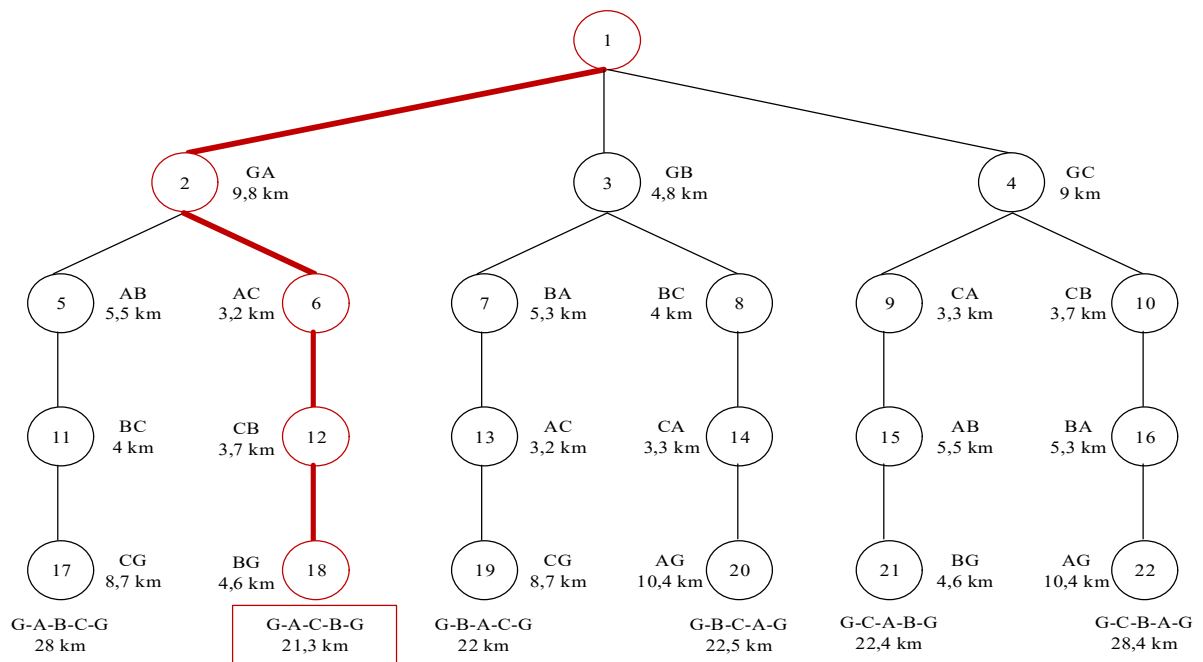 1
2
GA
9,8 km
3
GB
4,8 km
4
GC
9 km
5
AB
5,5 km
AC
3,2 km
6
7
BA
5,3 km
BC
4 km
8
9
CA
3,3 km
CB
3,7 km
10
11
BC
4 km
CB
3,7 km
12
13
AC
3,2 km
CA
3,3 km
14
15
AB
5,5 km
BA
5,3 km
16
17
CG
8,7 km
BG
4,6 km
18
19
CG
8,7 km
AG
10,4 km
20
21
BG
4,6 km
AG
10,4 km
22
G-A-B-C-G
28 km
G-A-C-B-G
21,3 km
G-B-A-C-G
22 km
G-B-C-A-G
22,5 km
G-C-A-B-G
22,4 km
G-C-B-A-G
28,4 km